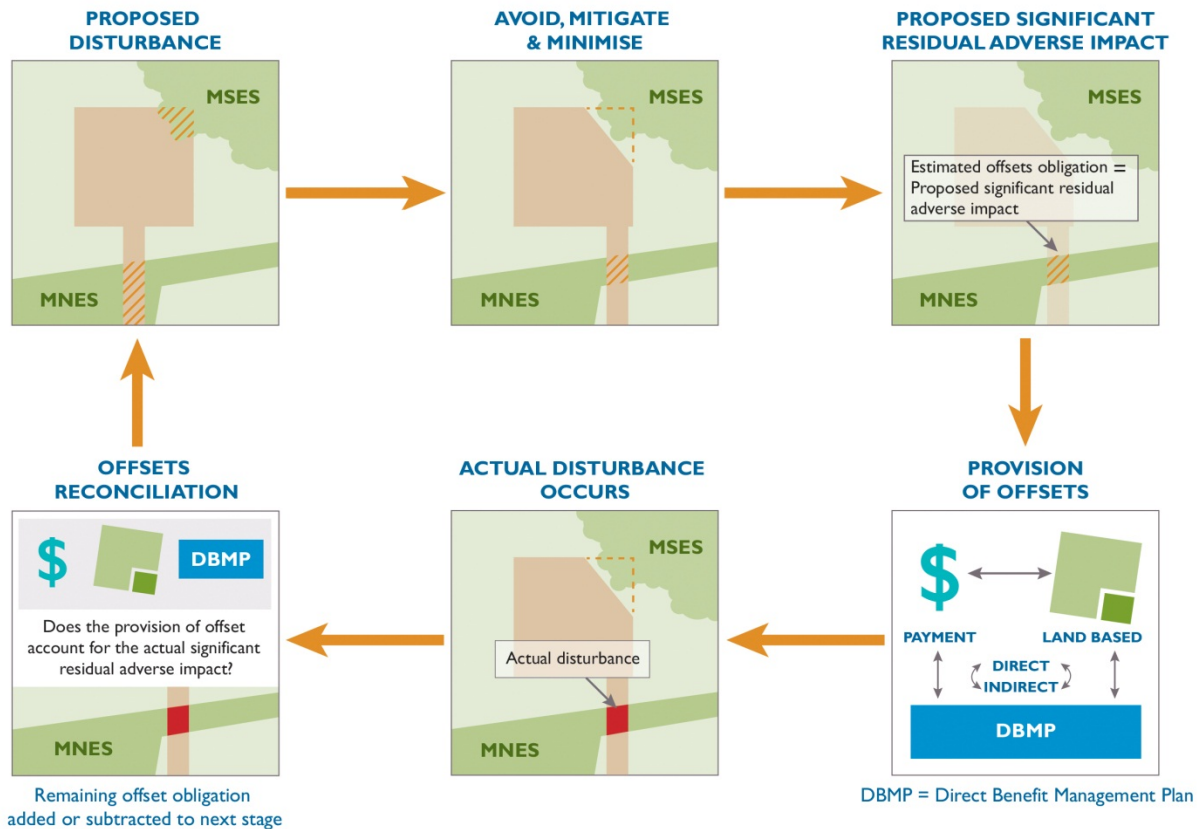 PROPOSED
DISTURBANCE
MSES
MNES
AVOID, MITIGATE
& MINIMISE
MSES
PROPOSED SIGNIFICANT
RESIDUAL ADVERSE IMPACT
MSES
Estimated offsets obligation =
Proposed significant residual
adverse impact
MNES
OFFSETS
RECONCILIATION
$
DBMP
Does the provision of offset
account for the actual significant
residual adverse impact?
MNES
Remaining offset obligation
added or subtracted to next stage
ACTUAL DISTURBANCE
OCCURS
MSES
Actual disturbance
PROVISION
OF OFFSETS
$
PAYMENT
LAND BASED
DIRECT
INDIRECT
DBMP
DBMP = Direct Benefit Management Plan